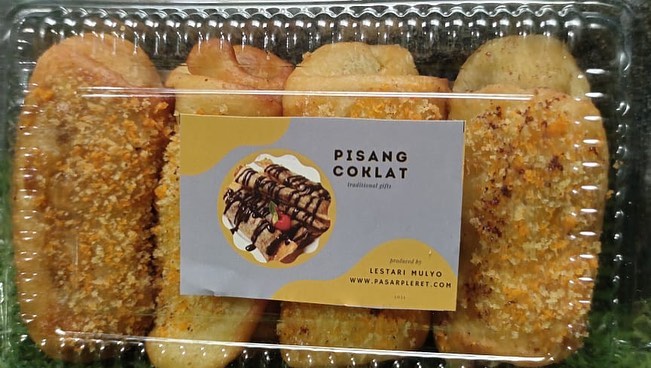 PISANG
COKLAT
traditional gifts
produced by
LESTARI MULYO
WWW.PASARPLERET.COM